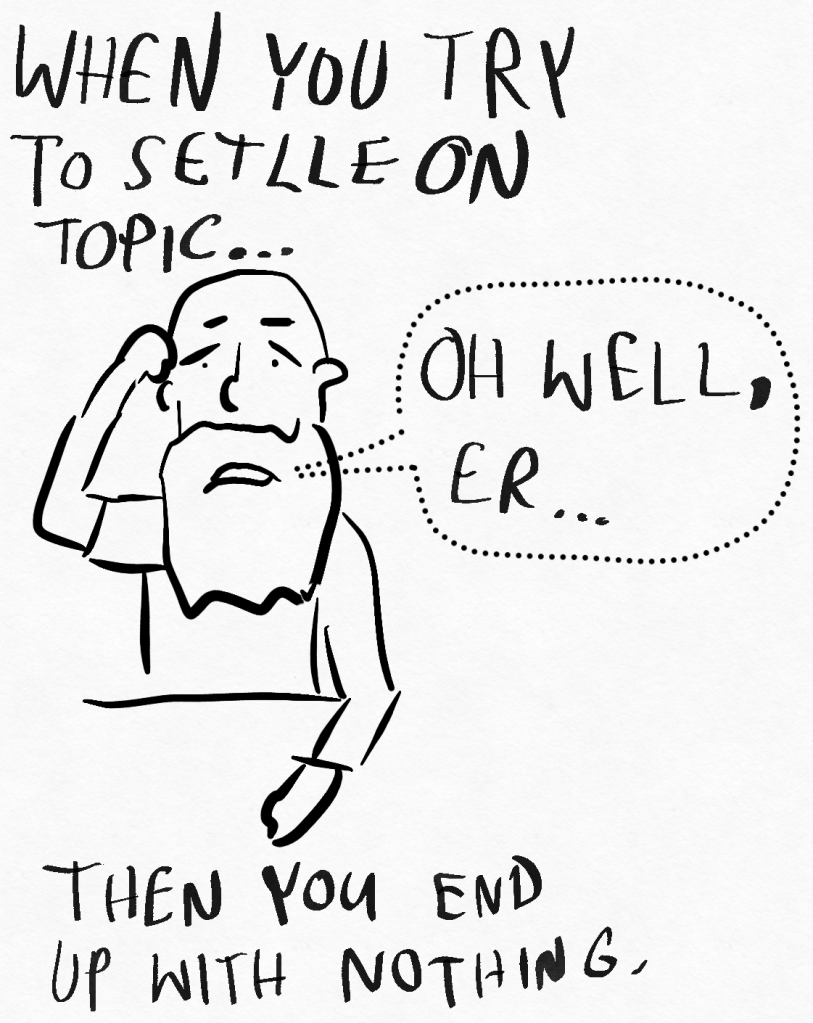 WHEN YOU TRY
TO SETLLE ON
TOPIC...
OH WELL,
ER...
THEN YOU END
UP WITH NOTHING.